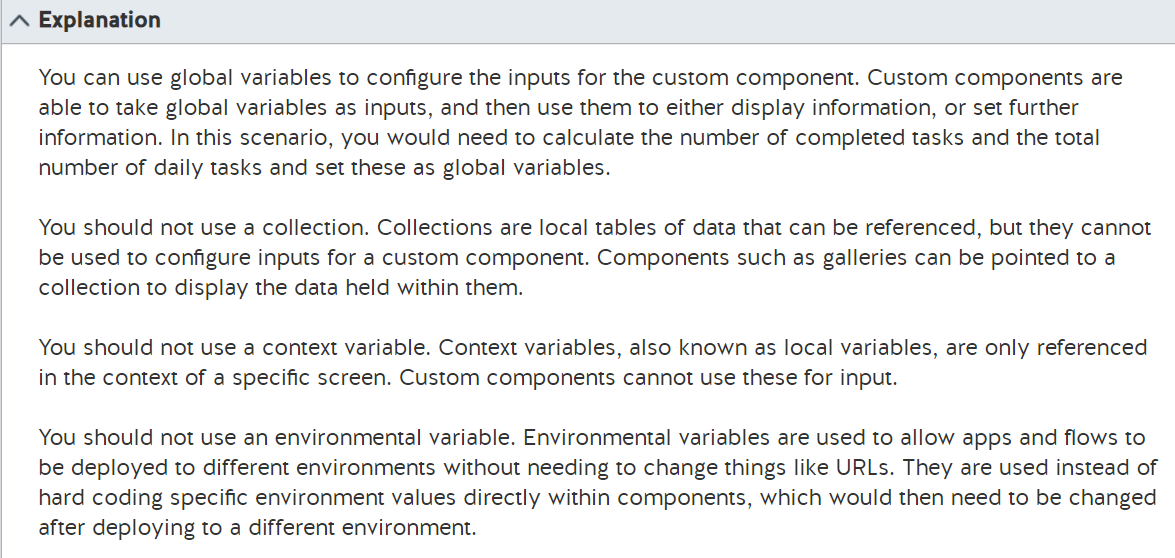 Explanation
You can use global variables to configure the inputs for the custom component. Custom components are
able to take global variables as inputs, and then use them to either display information, or set further
information. In this scenario, you would need to calculate the number of completed tasks and the total
number of daily tasks and set these as global variables.
You should not use a collection. Collections are local tables of data that can be referenced, but they cannot
be used to configure inputs for a custom component. Components such as galleries can be pointed to a
collection to display the data held within them.
You should not use a context variable. Context variables, also known as local variables, are only referenced
in the context of a specific screen. Custom components cannot use these for input.
You should not use an environmental variable. Environmental variables are used to allow apps and flows to
be deployed to different environments without needing to change things like URLs. They are used instead of
hard coding specific environment values directly within components, which would then need to be changed
after deploying to a different environment.